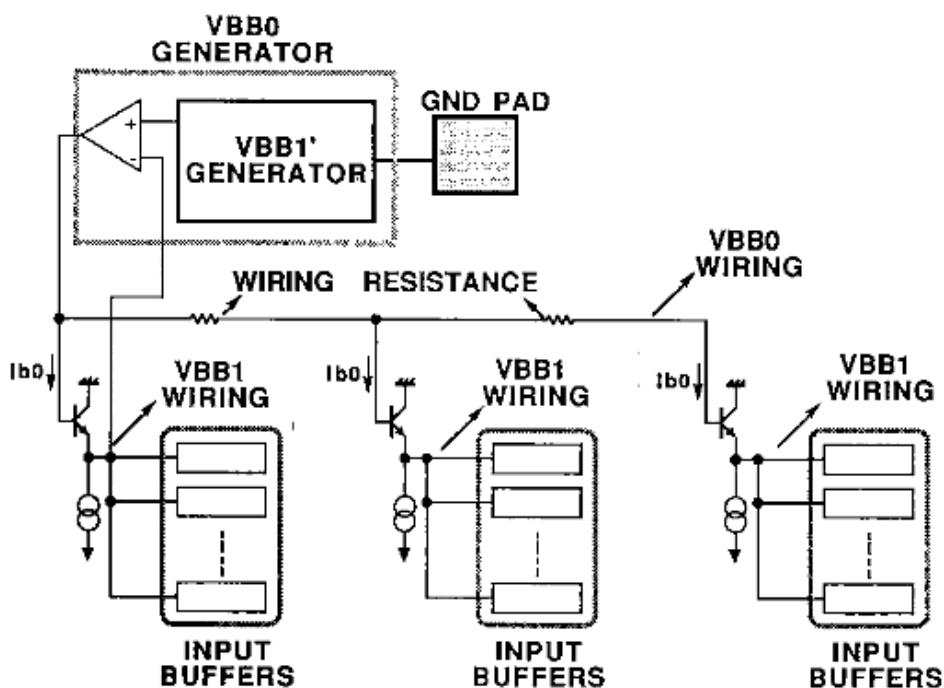 VBB0
GENERATOR
GND PAD
+
-
VBB1'
GENERATOR
VBB0
WIRING
WIRING RESISTANCE
Ib0
VBB1
WIRING
Ib0
VBB1
WIRING
Ib0
VBB1
WIRING
INPUT
BUFFERS
INPUT
BUFFERS
INPUT
BUFFERS